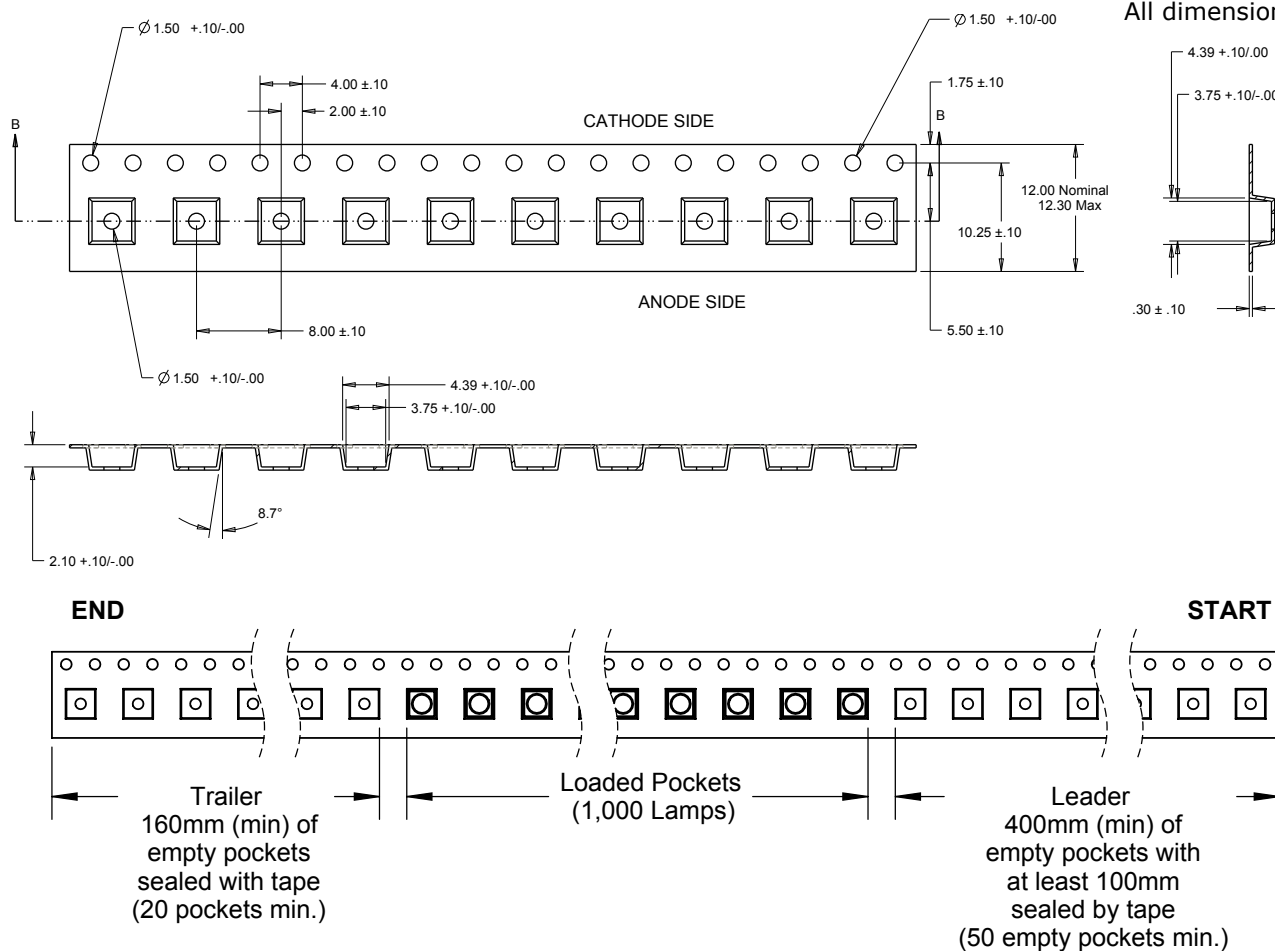 All dimension
Ø 1.50 +.10/-.00
Ø 1.50 +.10/-00
4.39 +.10/.00
4.00 ±.10
1.75 ±.10
3.75 +.10/-.00
2.00 ±.10
B
CATHODE SIDE
B
12.00 Nominal
12.30 Max
10.25 ±.10
ANODE SIDE
.30 ± .10
8.00 ±.10
5.50 ±.10
Ø 1.50 +.10/-.00
4.39 +.10/-.00
3.75 +.10/-.00
8.7°
2.10 +.10/-.00
END
START
Trailer
160mm (min) of
empty pockets
sealed with tape
(20 pockets min.)
Loaded Pockets
(1,000 Lamps)
Leader
400mm (min) of
empty pockets with
at least 100mm
sealed by tape
(50 empty pockets min.)